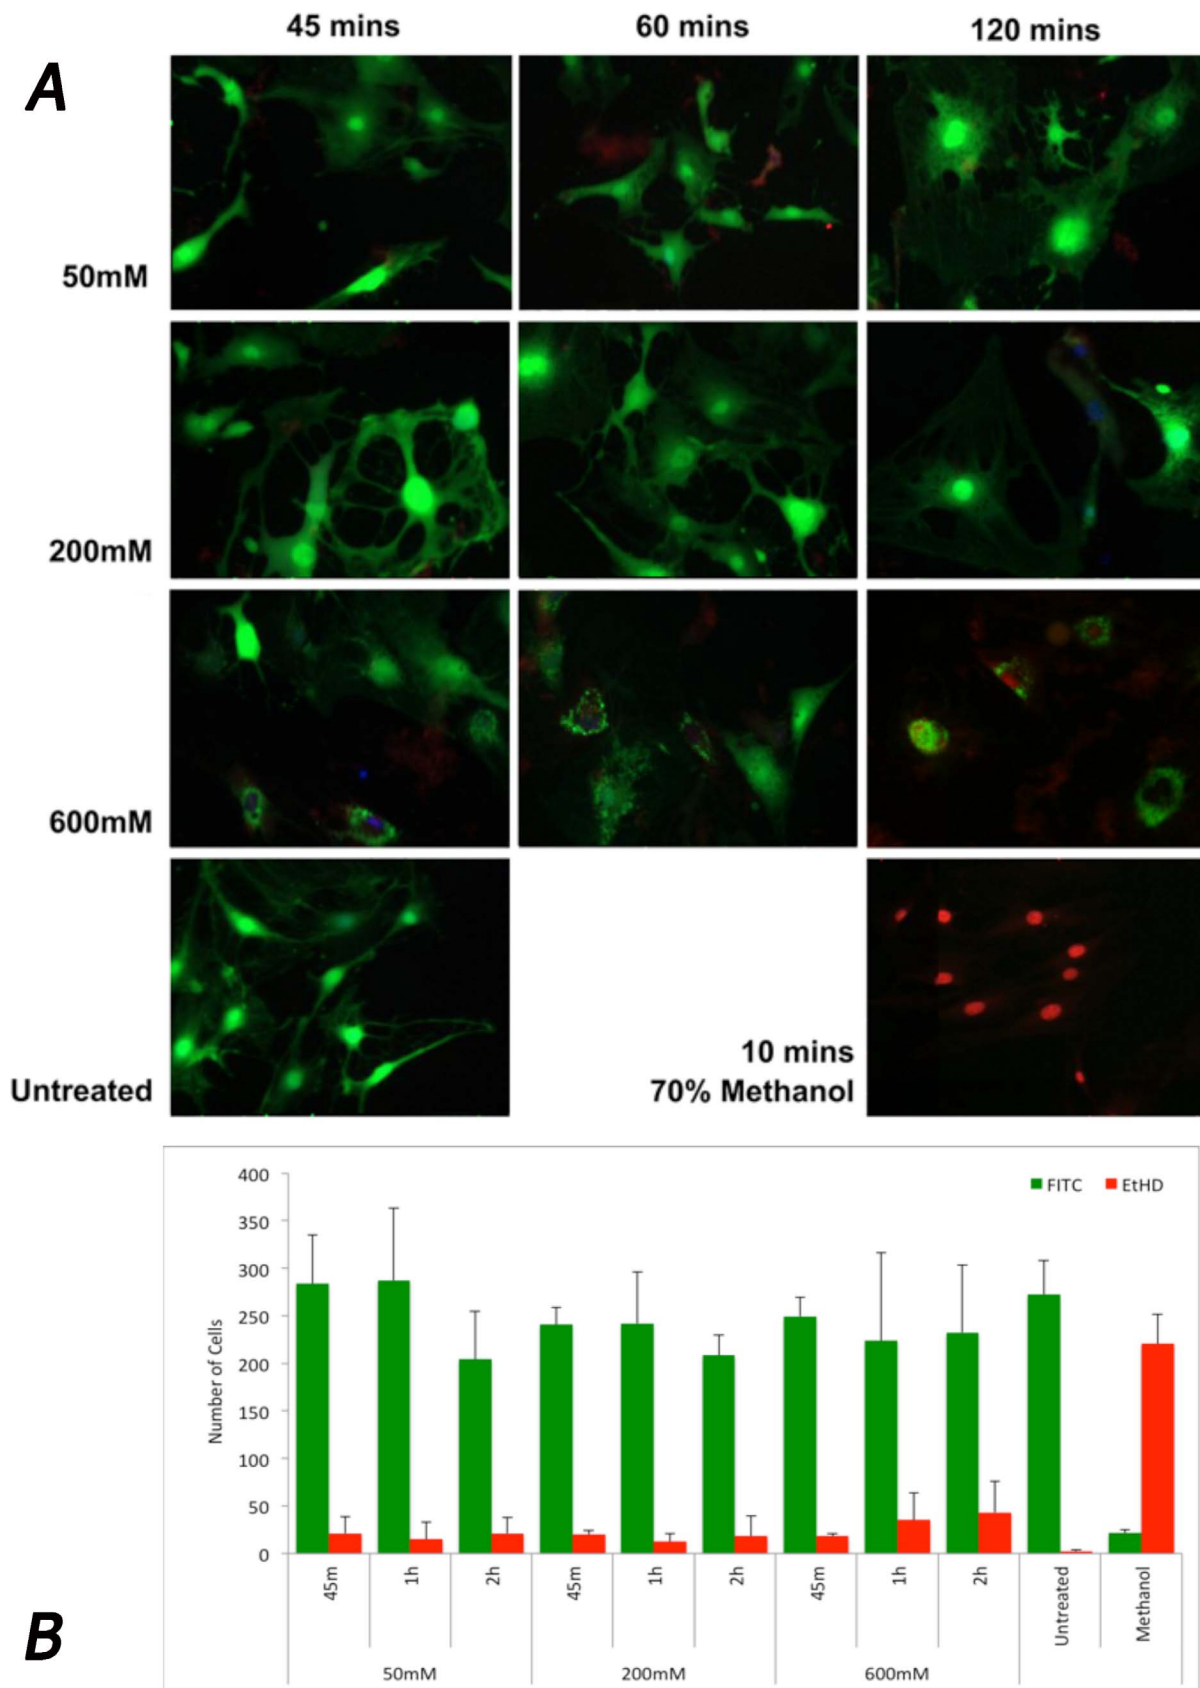 45 mins 60 mins 120 mins
A
50mM
200mM
600mM
Untreated
10 mins
70% Methanol
400
350
300
250
200
150
100
50
0
Number of Cells
FITC EtHD
45m 1h 2h 45m 1h 2h 45m 1h 2h Untreated Methanol
50mM 200mM 600mM
B